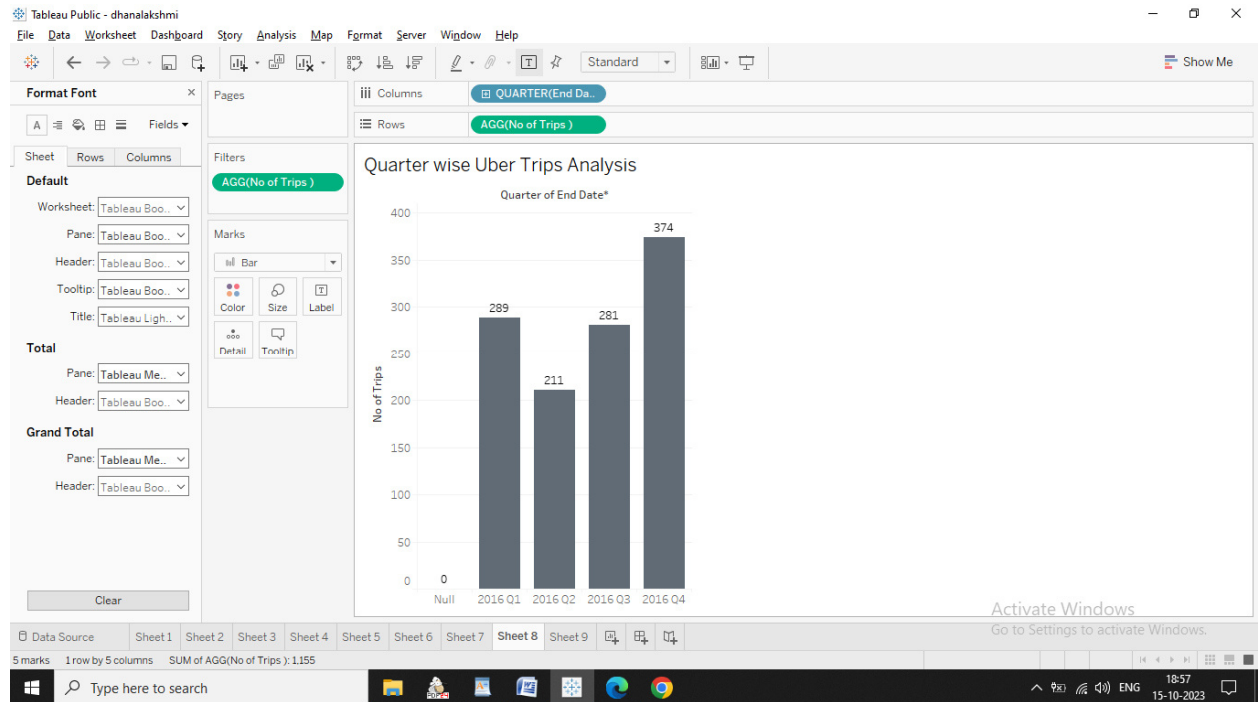 Tableau Public - dhanalakshmi
File Data Worksheet Dashboard Story Analysis Map Format Server Window Help
Standard
Show Me
Format Font
Fields
Sheet Rows Columns
Default
Worksheet: Tableau Boo..
Pane: Tableau Boo..
Header: Tableau Boo..
Tooltip: Tableau Boo..
Title: Tableau Ligh..
Total
Pane: Tableau Me..
Header: Tableau Boo..
Grand Total
Pane: Tableau Me..
Header: Tableau Boo..
Clear
Pages
Filters
AGG(No of Trips )
Marks
Bar
Color Size Label
Detail Tooltip
Columns QUARTER(End Da..
Rows AGG(No of Trips )
Quarter wise Uber Trips Analysis
Quarter of End Date*
No of Trips
400
350
300
250
200
150
100
50
0
0 289 211 281 374
Null 2016 Q1 2016 Q2 2016 Q3 2016 Q4
Activate Windows
Go to Settings to activate Windows.
Data Source Sheet 1 Sheet 2 Sheet 3 Sheet 4 Sheet 5 Sheet 6 Sheet 7 Sheet 8 Sheet 9
5 marks 1 row by 5 columns SUM of AGG(No of Trips ): 1,155
Type here to search
ENG
18:57
15-10-2023